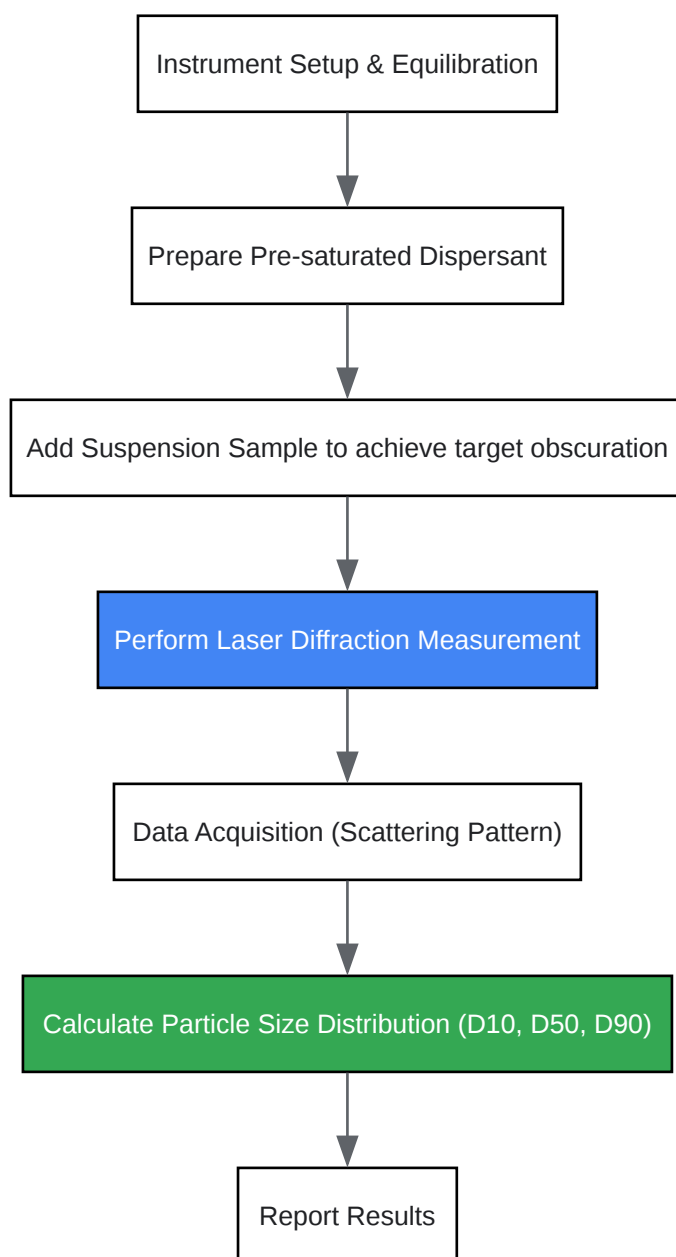 Instrument Setup & Equilibration
Prepare Pre-saturated Dispersant
Add Suspension Sample to achieve target obscuration
Perform Laser Diffraction Measurement
Data Acquisition (Scattering Pattern)
Calculate Particle Size Distribution (D10, D50, D90)
Report Results